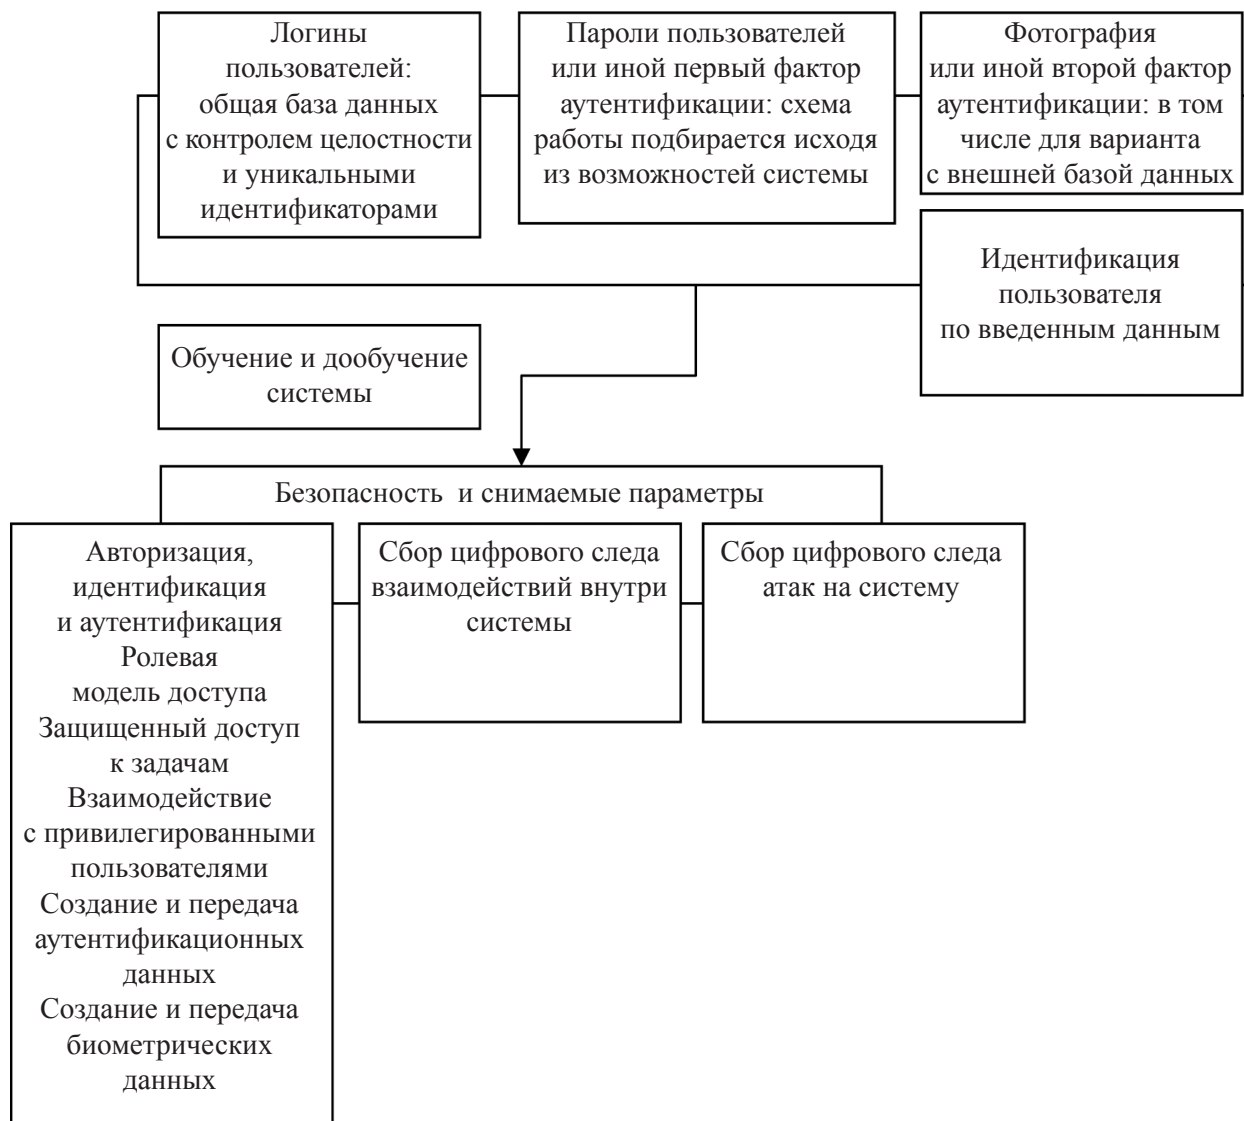 Логины
пользователей:
общая база данных
с контролем целостности
и уникальными
идентификаторами
Пароли пользователей
или иной первый фактор
аутентификации: схема
работы подбирается исходя
из возможностей системы
Фотография
или иной второй фактор
аутентификации: в том
числе для варианта
с внешней базой данных
Идентификация
пользователя
по введенным данным
Обучение и дообучение
системы
Безопасность и снимаемые параметры
Авторизация,
идентификация
и аутентификация
Ролевая
модель доступа
Защищенный доступ
к задачам
Взаимодействие
с привилегированными
пользователями
Создание и передача
аутентификационных
данных
Создание и передача
биометрических
данных
Сбор цифрового следа
взаимодействий внутри
системы
Сбор цифрового следа
атак на систему